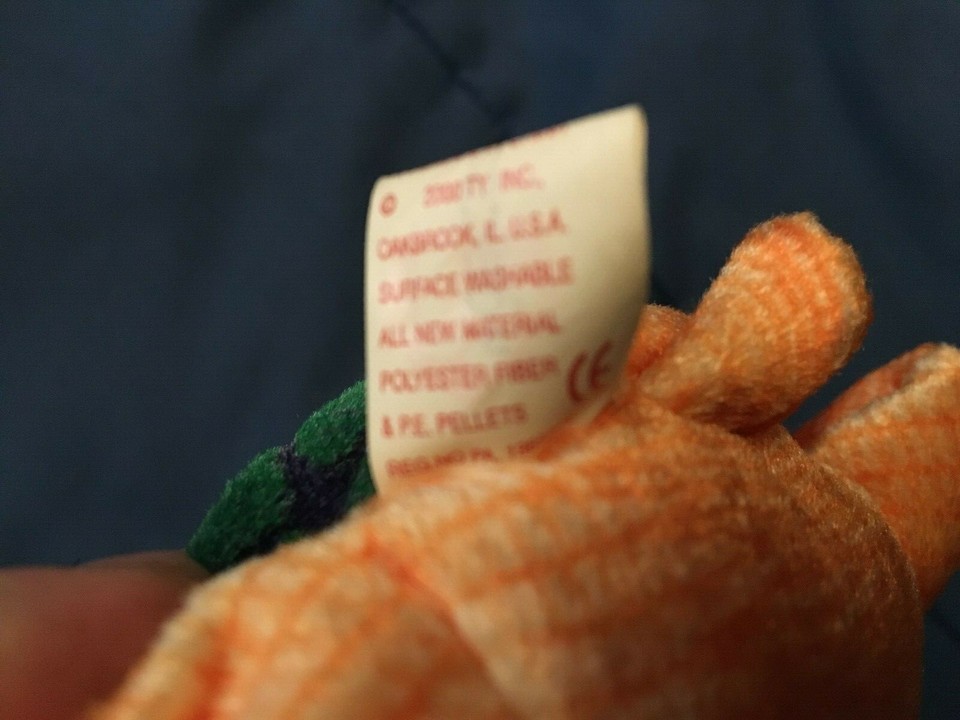 © 2000 TY INC.,
OAKBROOK, IL. U.S.A.
SURFACE WASHABLE
ALL NEW MATERIAL
POLYESTER FIBER
& P.E. PELLETS
CE